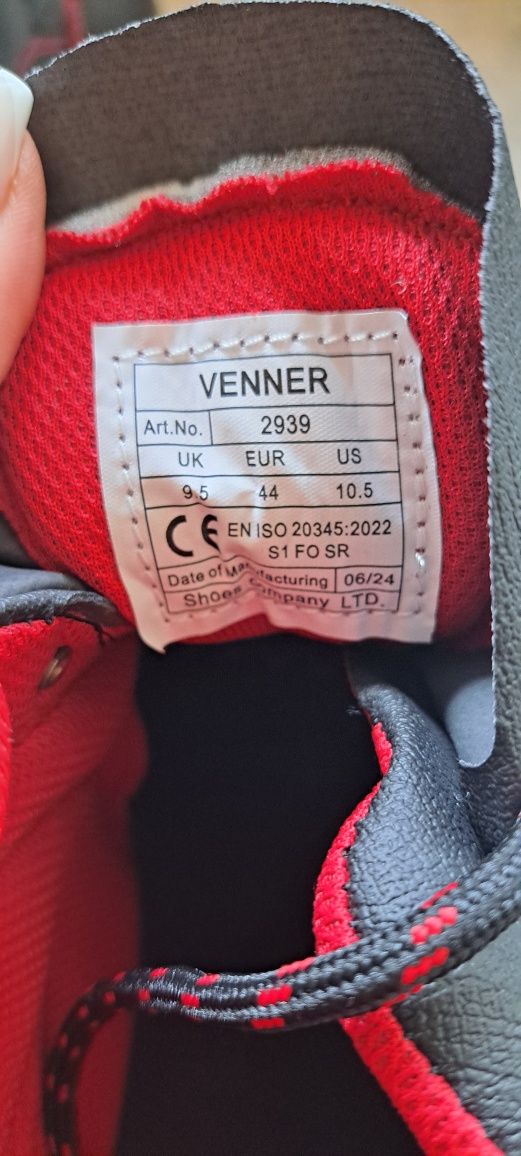 VENNER
Art.No. 2939
UK EUR US
9.5 44 10.5
CE EN ISO 20345:2022
S1 FO SR
Date of Manufacturing 06/24
Shoes Company LTD.